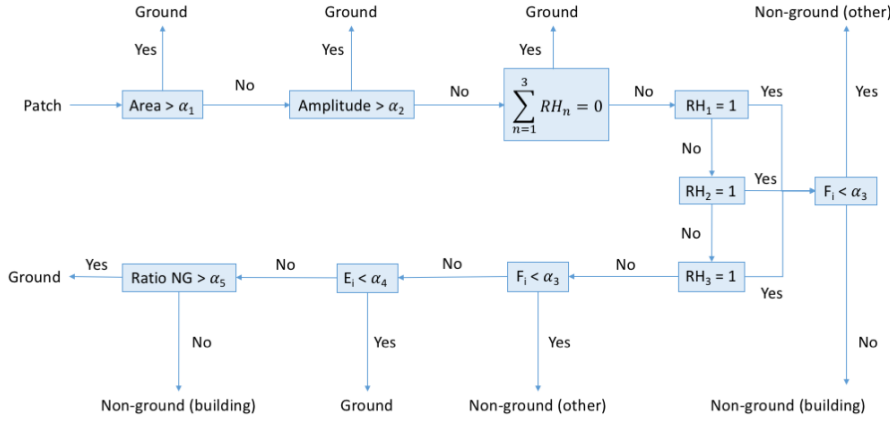 Ground
Ground
Ground
Non-ground (other)
Yes
Yes
Yes
Yes
Patch
Area > α₁
No
Amplitude > α₂
No
3
∑ RHₙ = 0
n=1
No
RH₁ = 1
Yes
No
RH₂ = 1
Yes
Fᵢ < α₃
No
Ground
Yes
Ratio NG > α₅
No
Eᵢ < α₄
No
Fᵢ < α₃
No
RH₃ = 1
Yes
No
Yes
Yes
No
Non-ground (building)
Ground
Non-ground (other)
Non-ground (building)